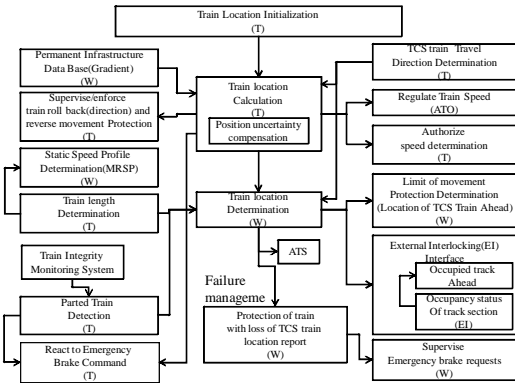 Train Location Initialization
(T)
Permanent Infrastructure
Data Base(Gradient)
(W)
Supervise/enforce
train roll back(direction) and
reverse movement Protection
(T)
Static Speed Profile
Determination(MRSP)
(W)
Train length
Determination
(T)
Train Integrity
Monitoring System
Parted Train
Detection
(T)
React to Emergency
Brake Command
(T)
Train location
Calculation
(T)
Position uncertainty
compensation
Train location
Determination
(W)
ATS
Failure
manageme
Protection of train
with loss of TCS train
location report
(W)
TCS train Travel
Direction Determination
(T)
Regulate Train Speed
(ATO)
Authorize
speed determination
(T)
Limit of movement
Protection Determination
(Location of TCS Train Ahead)
(W)
External Interlocking(EI)
Interface
Occupied track
Ahead
Occupancy status
Of track section
(EI)
Supervise
Emergency brake requests
(W)